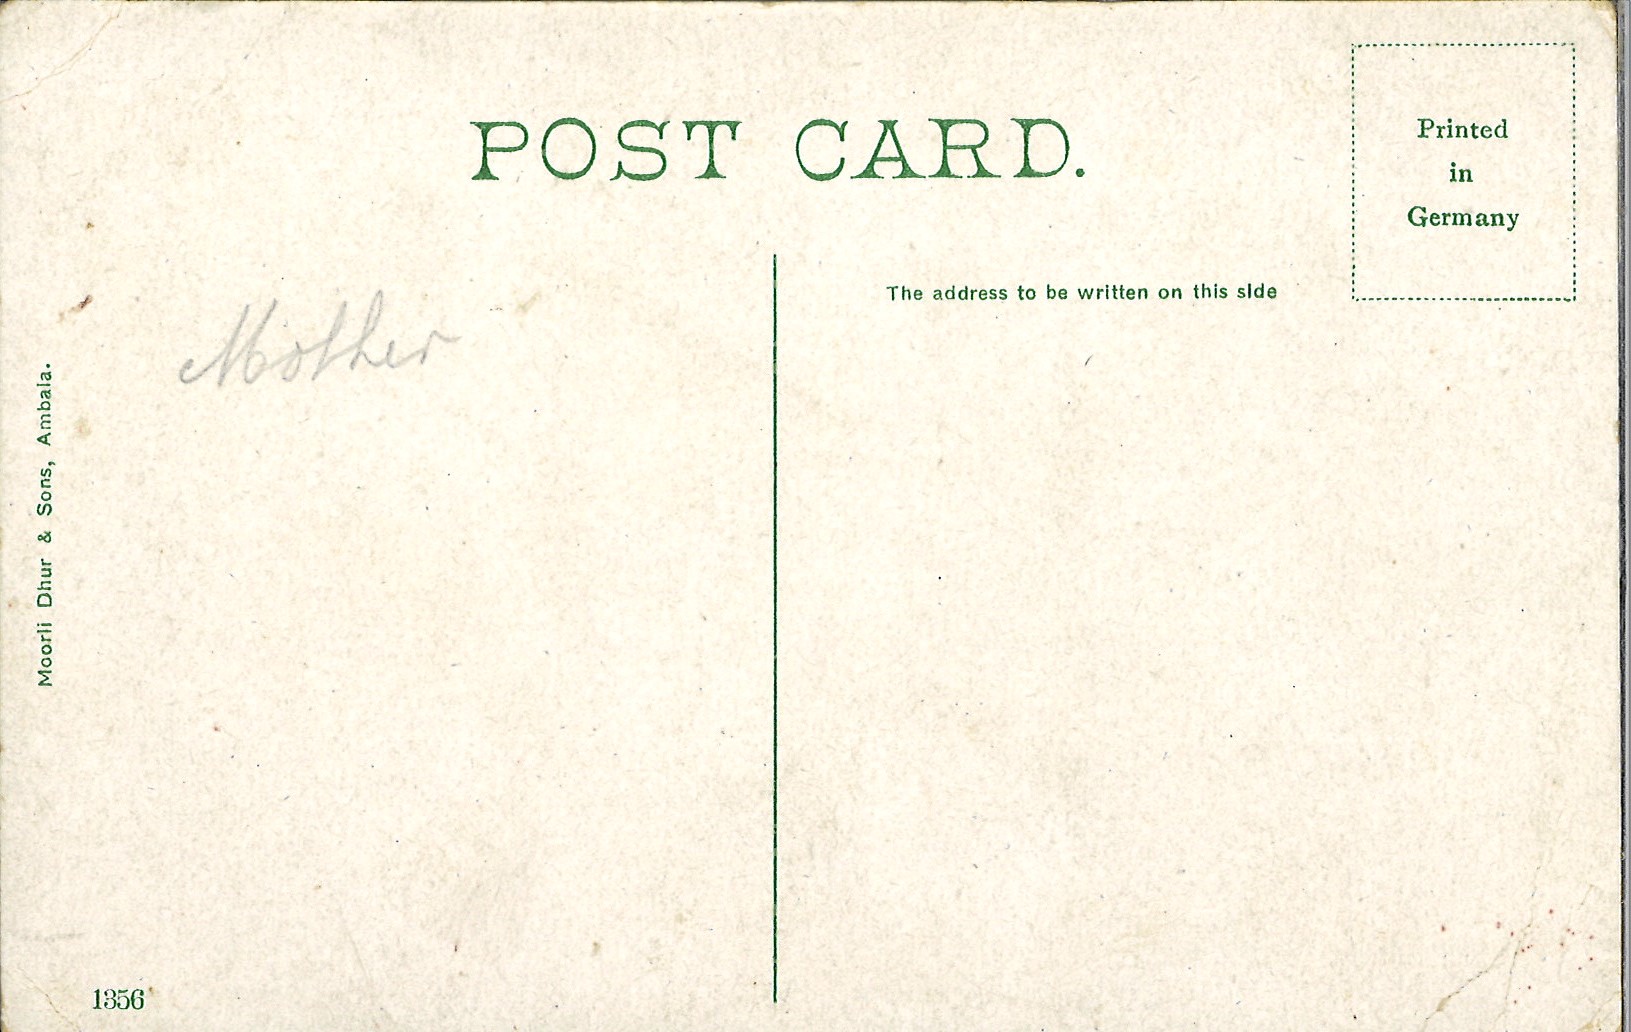 POST CARD.
Printed
in
Germany
The address to be written on this side
Mother
Moorli Dhur & Sons, Ambala.
1356